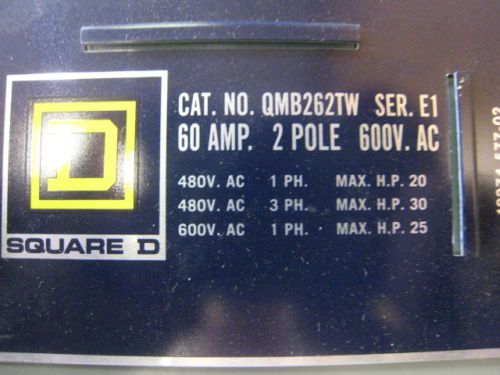 CAT. NO. QMB262TW SER. E1
60 AMP. 2 POLE 600V. AC
480V. AC 1 PH. MAX. H.P. 20
480V. AC 3 PH. MAX. H.P. 30
600V. AC 1 PH. MAX. H.P. 25
D
SQUARE D